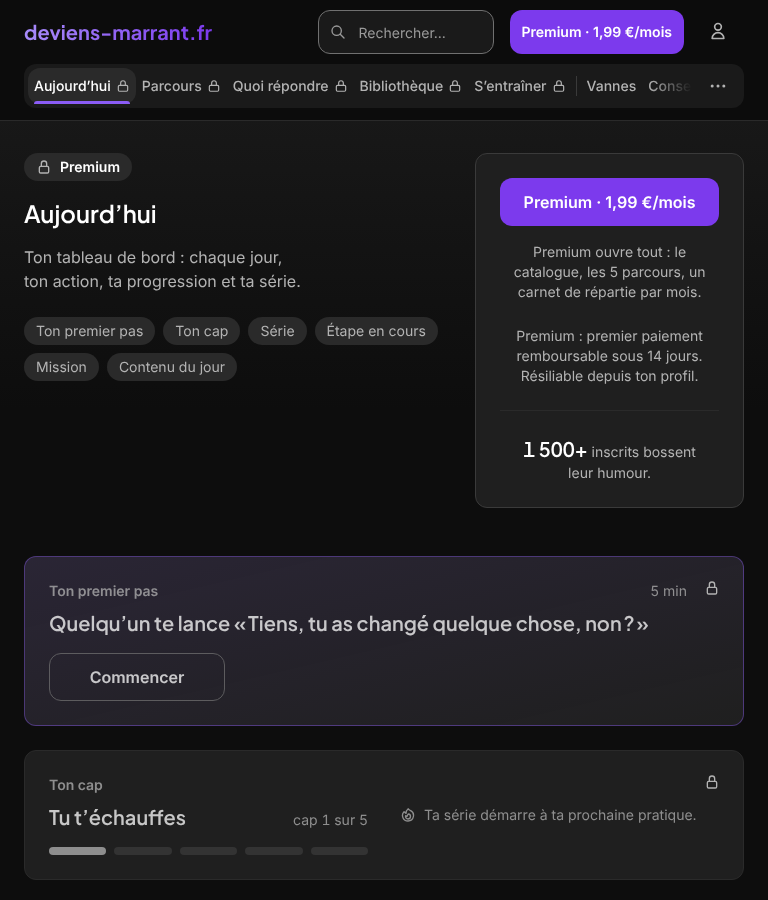 deviens-marrant.fr
Rechercher...
Premium · 1,99 €/mois
Aujourd’hui
Parcours
Quoi répondre
Bibliothèque
S’entraîner
Vannes
Premium
Aujourd’hui
Ton tableau de bord : chaque jour,
ton action, ta progression et ta série.
Ton premier pas
Ton cap
Série
Étape en cours
Mission
Contenu du jour
Premium · 1,99 €/mois
Premium ouvre tout : le
catalogue, les 5 parcours, un
carnet de répartie par mois.
Premium : premier paiement
remboursable sous 14 jours.
Résiliable depuis ton profil.
1 500+ inscrits bossent
leur humour.
Ton premier pas
5 min
Quelqu’un te lance « Tiens, tu as changé quelque chose, non ? »
Commencer
Ton cap
Tu t’échauffes
cap 1 sur 5
Ta série démarre à ta prochaine pratique.